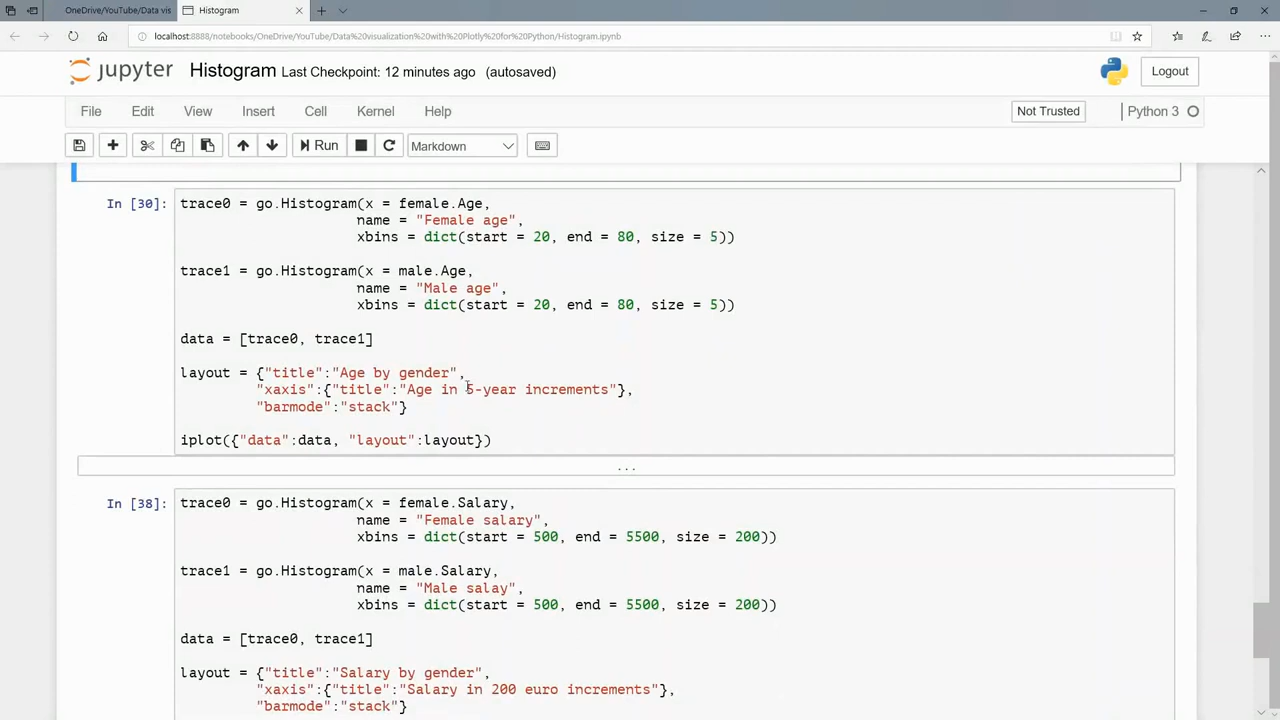 OneDrive/YouTube/Data vis
Histogram
localhost:8888/notebooks/OneDrive/YouTube/Data%20visualization%20with%20Plotly%20for%20Python/Histogram.ipynb
jupyter Histogram Last Checkpoint: 12 minutes ago (autosaved) Logout
File Edit View Insert Cell Kernel Help Not Trusted Python 3
Run Markdown
In [30]: trace0 = go.Histogram(x = female.Age,
name = "Female age",
xbins = dict(start = 20, end = 80, size = 5))
trace1 = go.Histogram(x = male.Age,
name = "Male age",
xbins = dict(start = 20, end = 80, size = 5))
data = [trace0, trace1]
layout = {"title":"Age by gender",
"xaxis":{"title":"Age in 5-year increments"},
"barmode":"stack"}
iplot({"data":data, "layout":layout})
...
In [38]: trace0 = go.Histogram(x = female.Salary,
name = "Female salary",
xbins = dict(start = 500, end = 5500, size = 200))
trace1 = go.Histogram(x = male.Salary,
name = "Male salay",
xbins = dict(start = 500, end = 5500, size = 200))
data = [trace0, trace1]
layout = {"title":"Salary by gender",
"xaxis":{"title":"Salary in 200 euro increments"},
"barmode":"stack"}